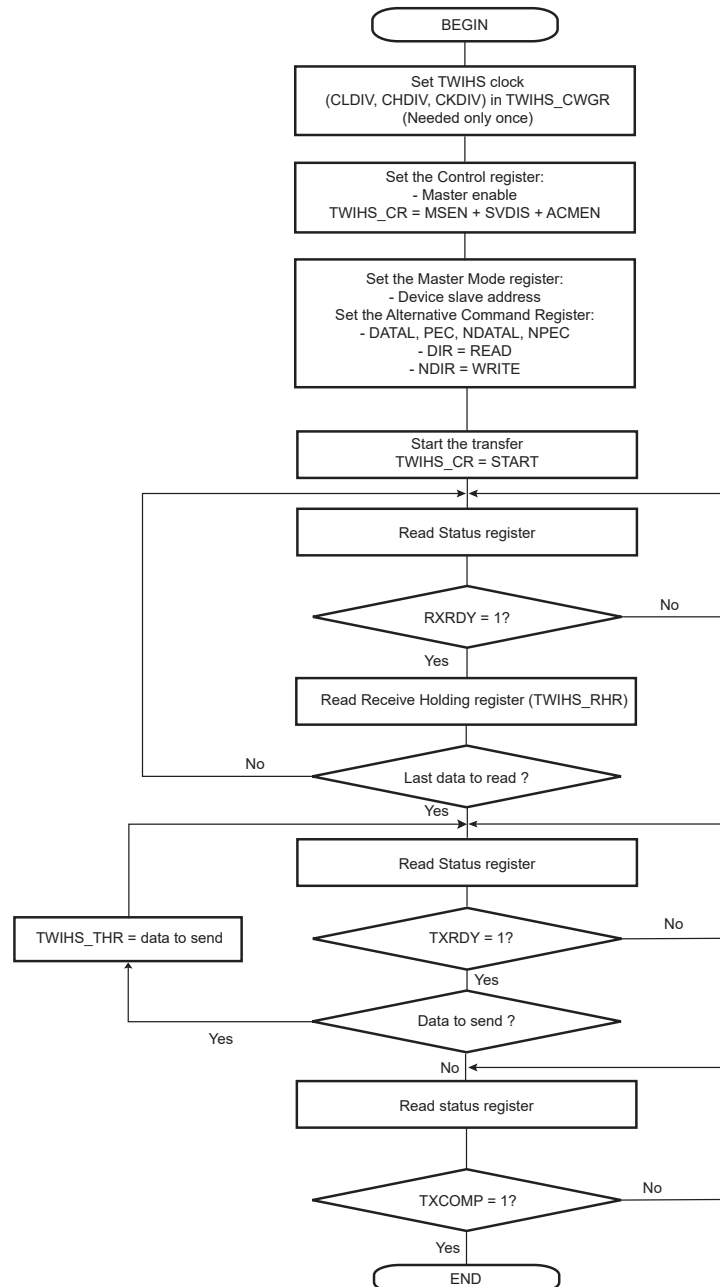 BEGIN
Set TWIHS clock
(CLDIV, CHDIV, CKDIV) in TWIHS_CWGR
(Needed only once)
Set the Control register:
- Master enable
TWIHS_CR = MSEN + SVDIS + ACMEN
Set the Master Mode register:
- Device slave address
Set the Alternative Command Register:
- DATAL, PEC, NDATAL, NPEC
- DIR = READ
- NDIR = WRITE
Start the transfer
TWIHS_CR = START
Read Status register
RXRDY = 1?
No
Yes
Read Receive Holding register (TWIHS_RHR)
No
Last data to read ?
Yes
Read Status register
TWIHS_THR = data to send
TXRDY = 1?
No
Yes
Data to send ?
Yes
No
Read status register
TXCOMP = 1?
No
Yes
END